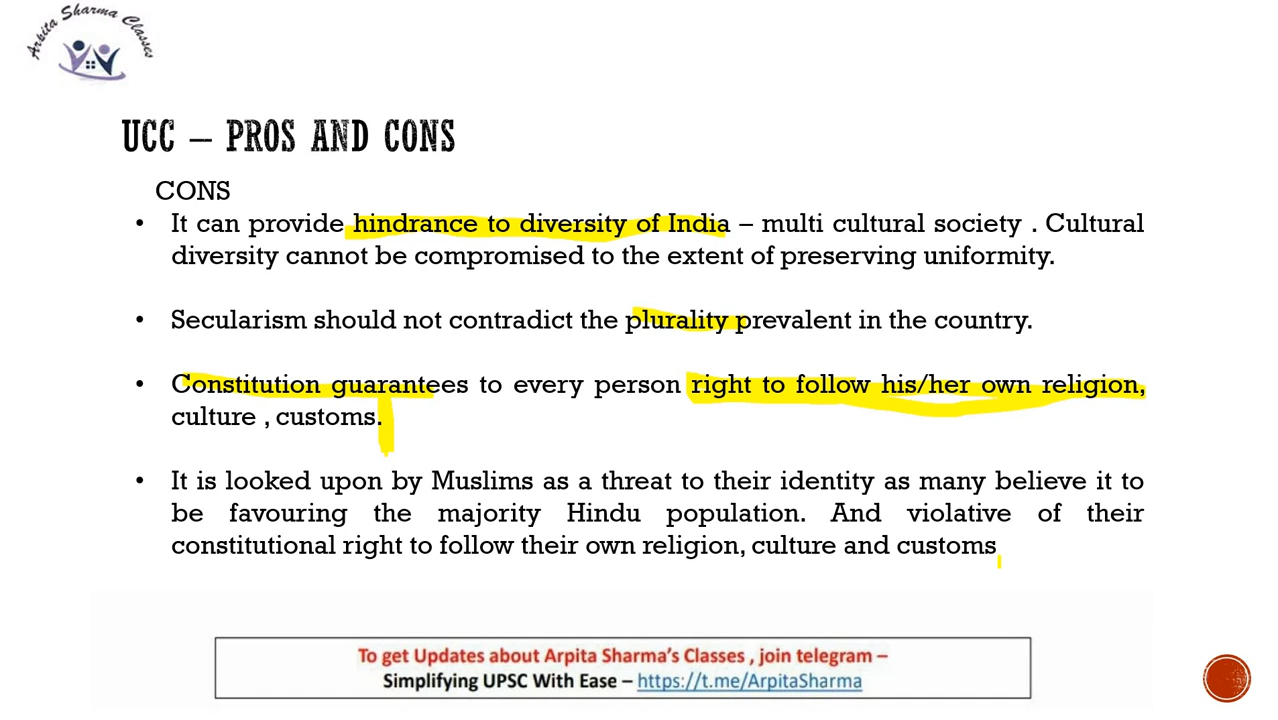 Arpita Sharma Classes
UCC – PROS AND CONS
CONS
• It can provide hindrance to diversity of India – multi cultural society . Cultural
diversity cannot be compromised to the extent of preserving uniformity.
• Secularism should not contradict the plurality prevalent in the country.
• Constitution guarantees to every person right to follow his/her own religion,
culture , customs.
• It is looked upon by Muslims as a threat to their identity as many believe it to
be favouring the majority Hindu population. And violative of their
constitutional right to follow their own religion, culture and customs
To get Updates about Arpita Sharma's Classes , join telegram –
Simplifying UPSC With Ease – https://t.me/ArpitaSharma